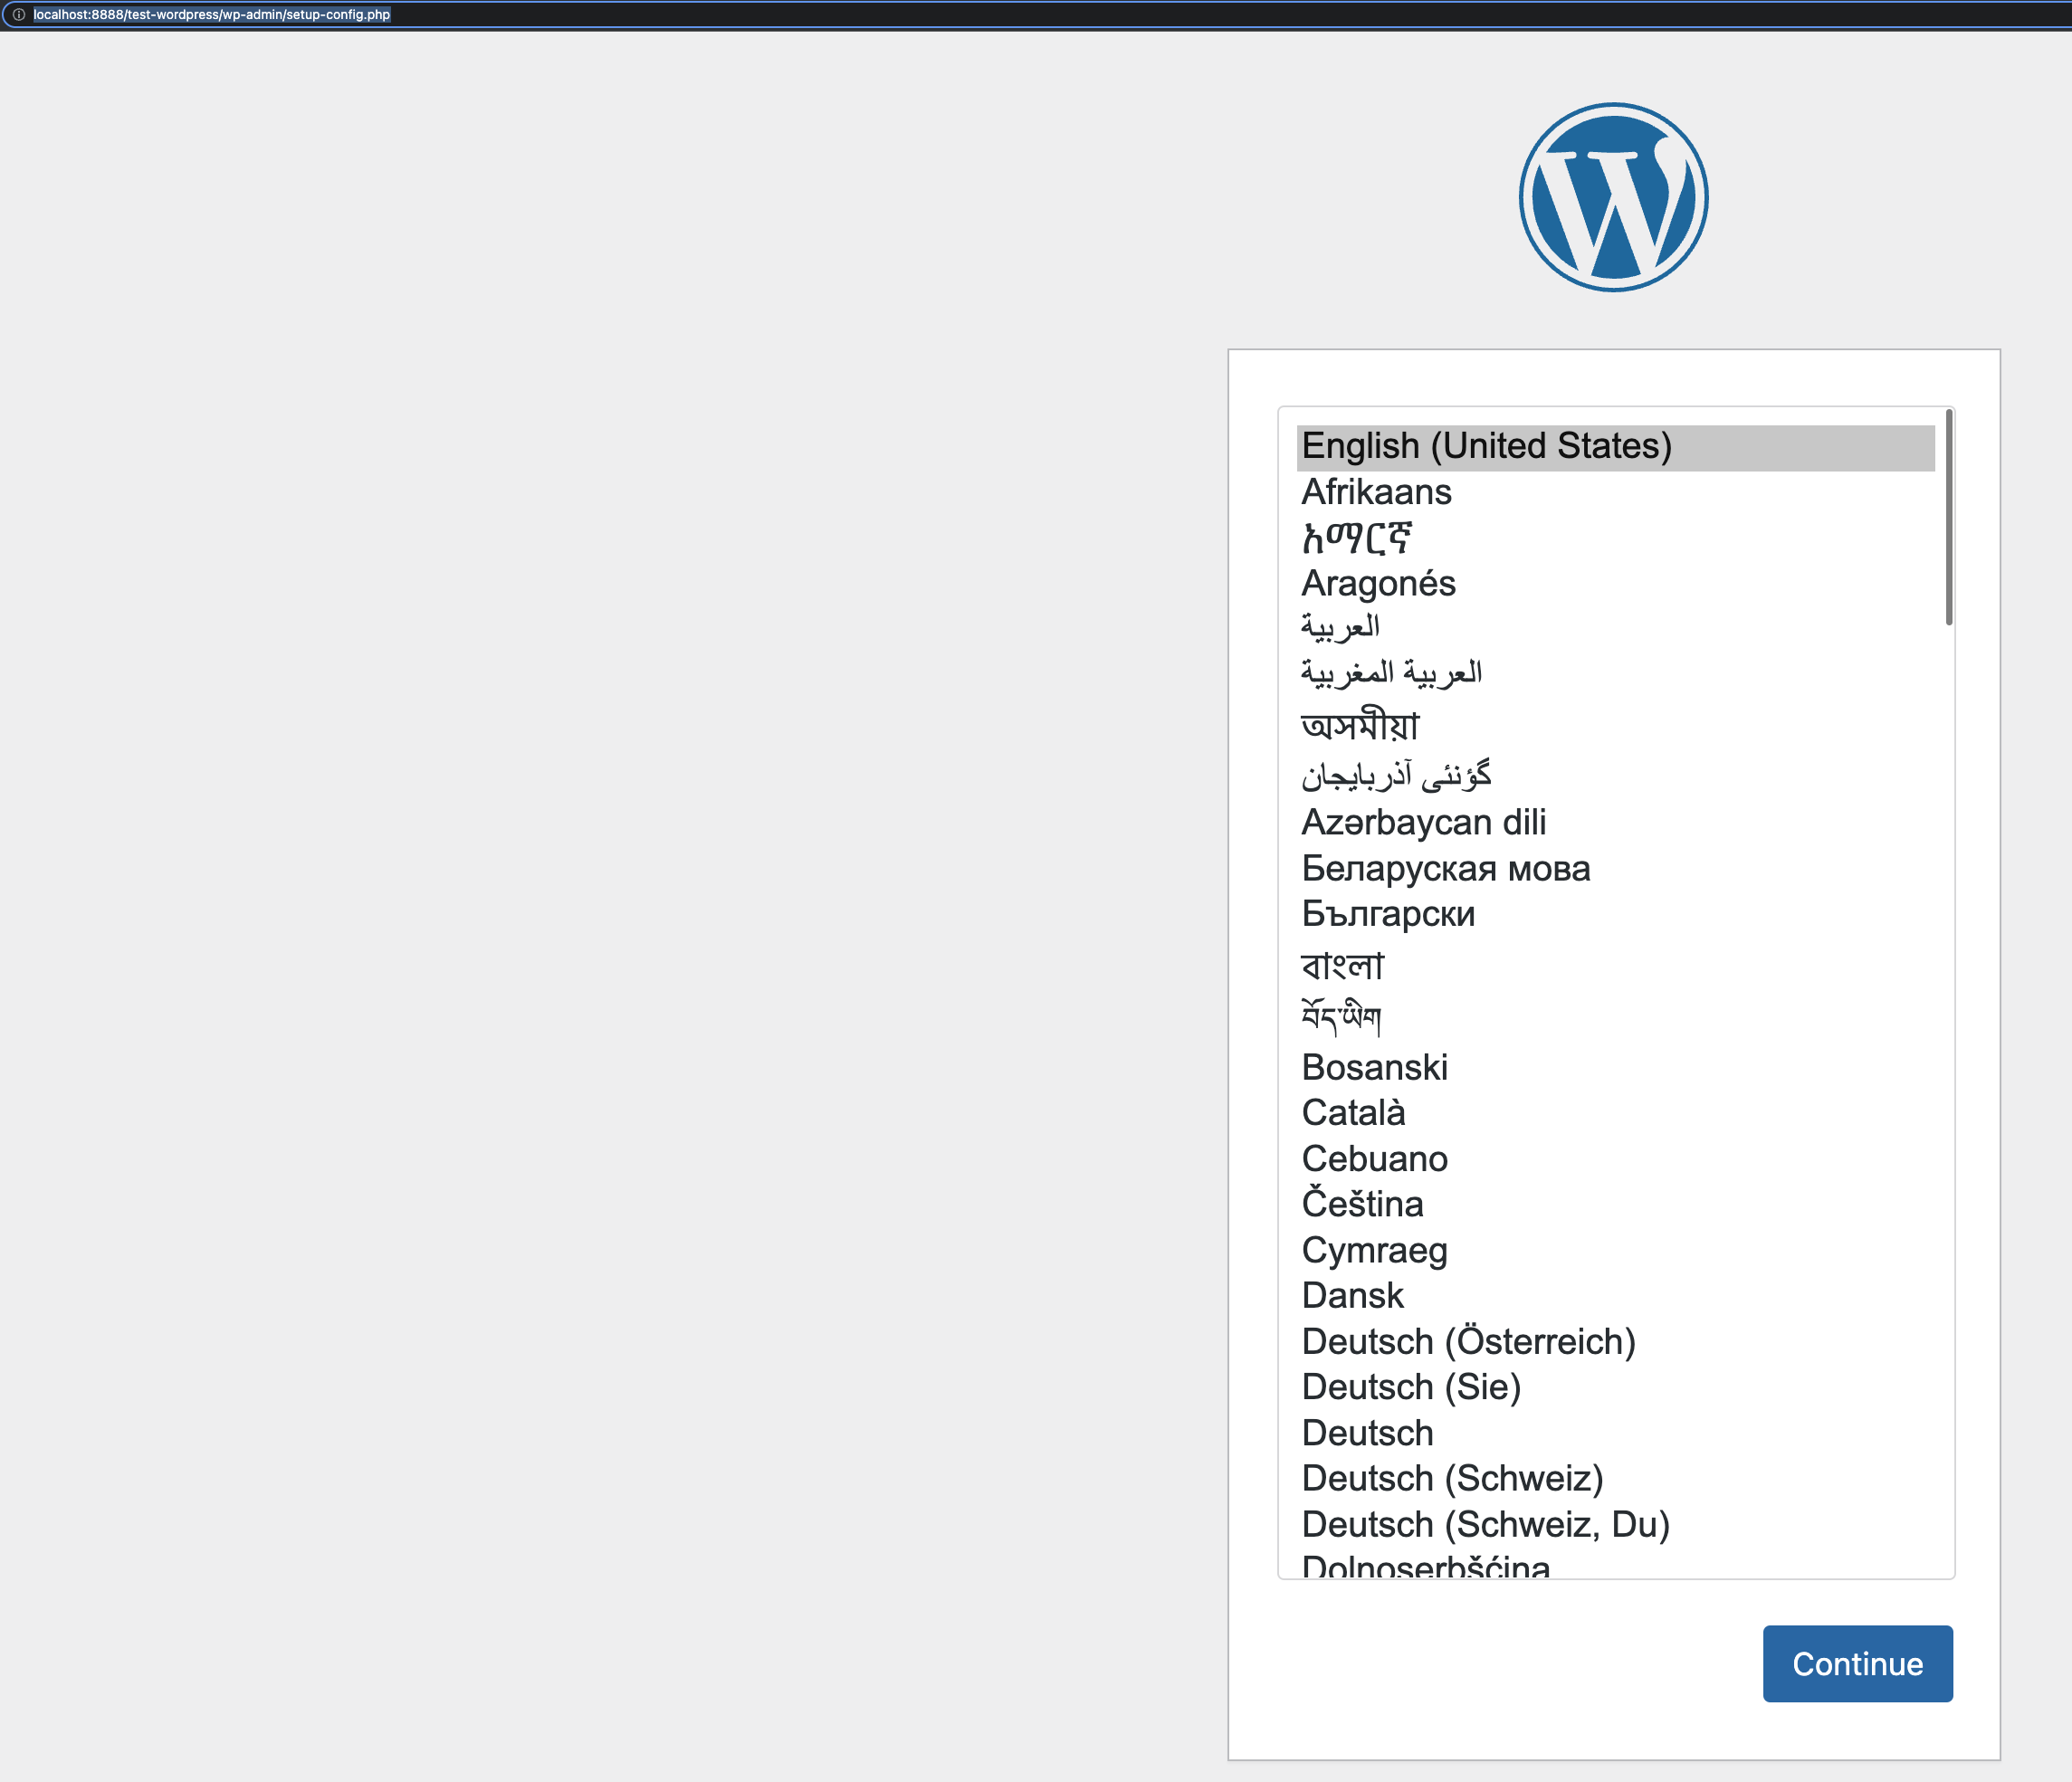 localhost:8888/test-wordpress/wp-admin/setup-config.php
English (United States)
Afrikaans
አማርኛ
Aragonés
العربية
العربية المغربية
অসমীয়া
گؤنئی آذربایجان
Azərbaycan dili
Беларуская мова
Български
বাংলা
བོད་ཡིག
Bosanski
Català
Cebuano
Čeština
Cymraeg
Dansk
Deutsch (Österreich)
Deutsch (Sie)
Deutsch
Deutsch (Schweiz)
Deutsch (Schweiz, Du)
Dolnoserbšćina
Continue